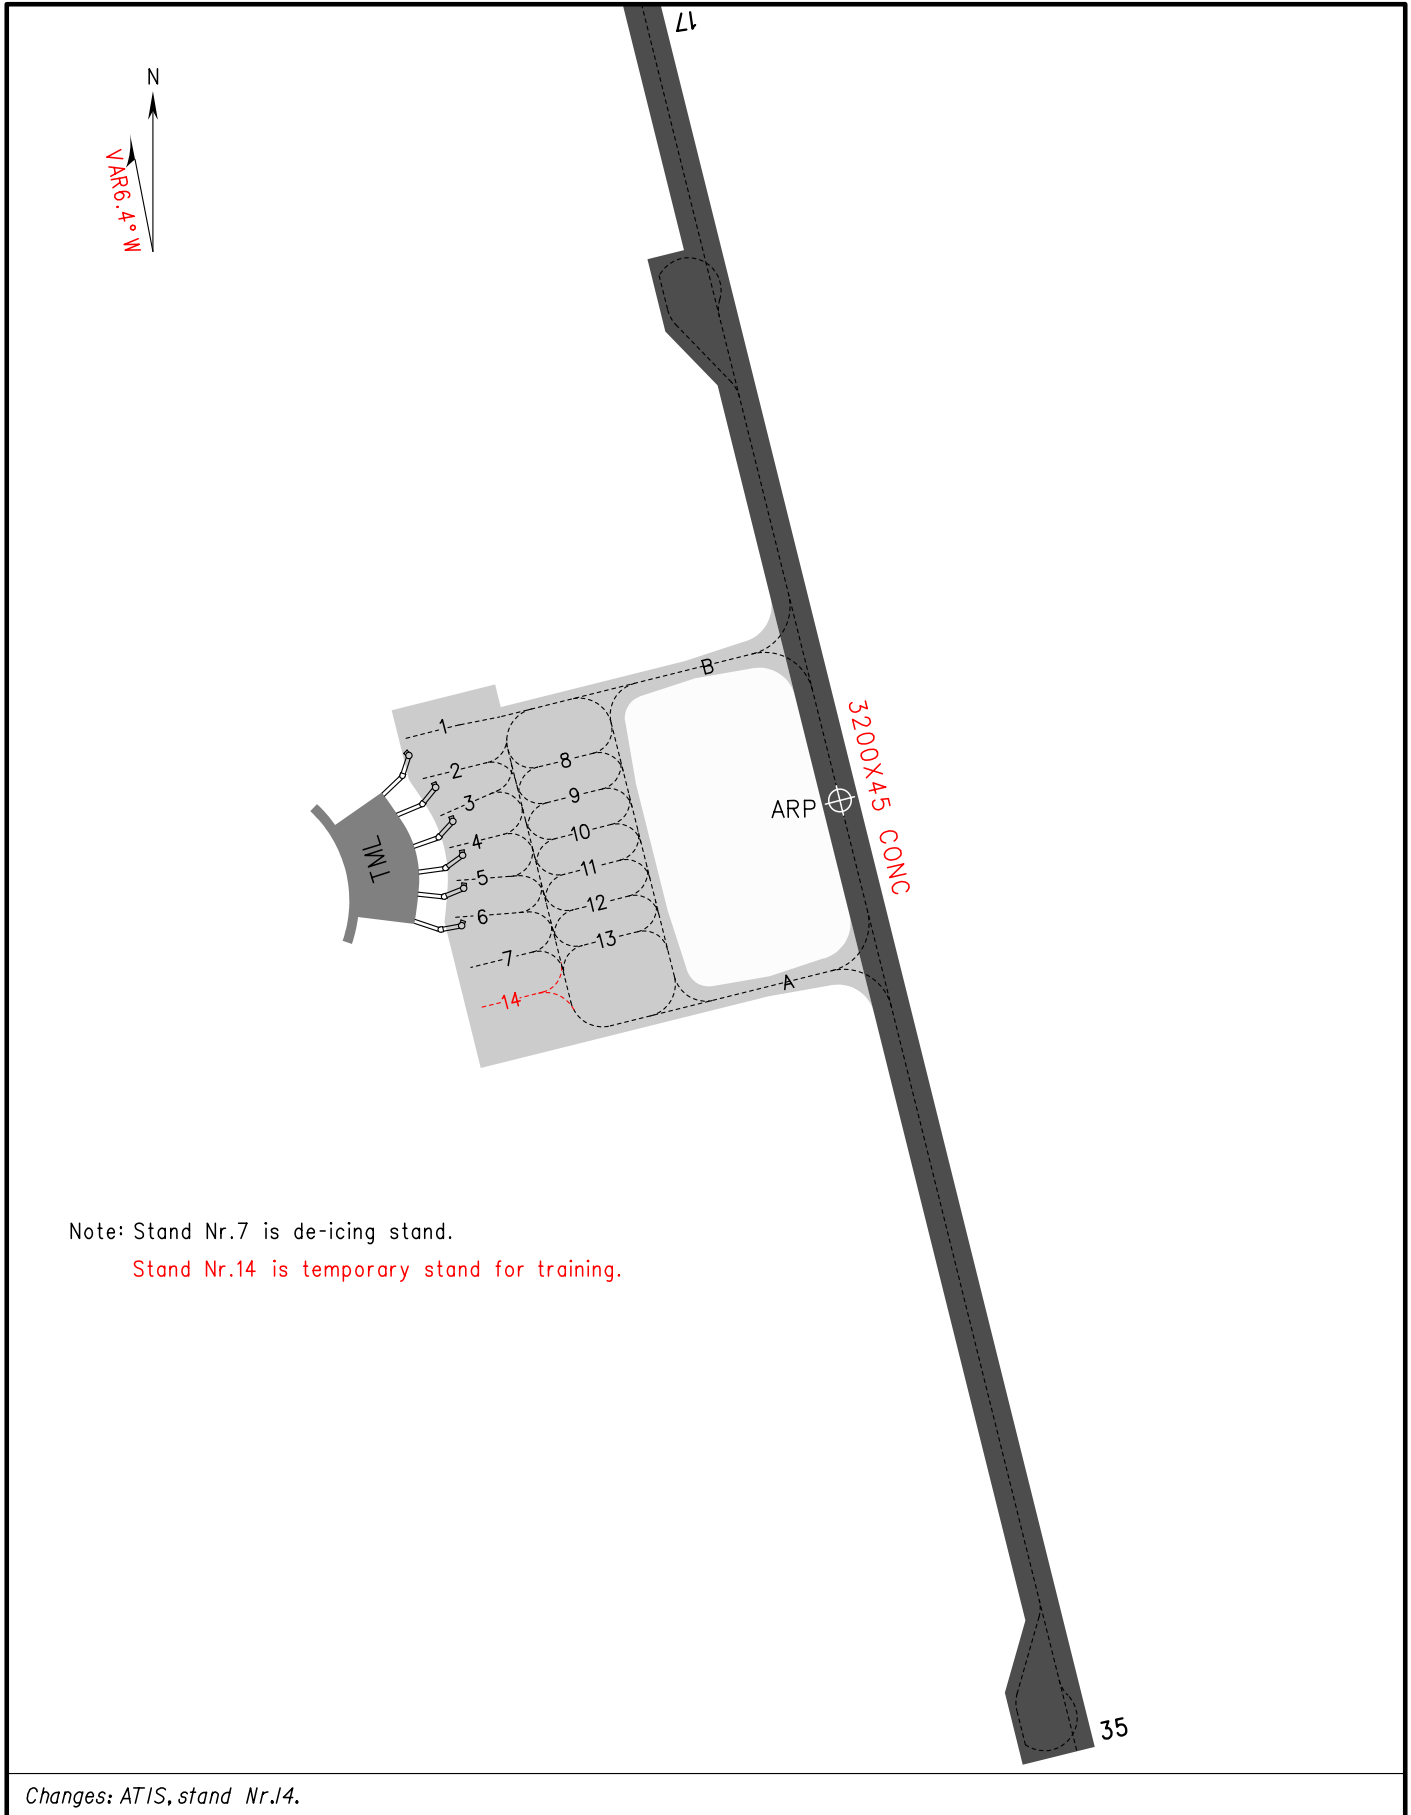 17
N
VAR6.4°W
B
1
2
8
3
9
3200X45 CONC
ARP
10
4
TML
11
5
12
6
13
7
A
14
Note: Stand Nr.7 is de-icing stand.
Stand Nr.14 is temporary stand for training.
35
Changes: ATIS, stand Nr.14.